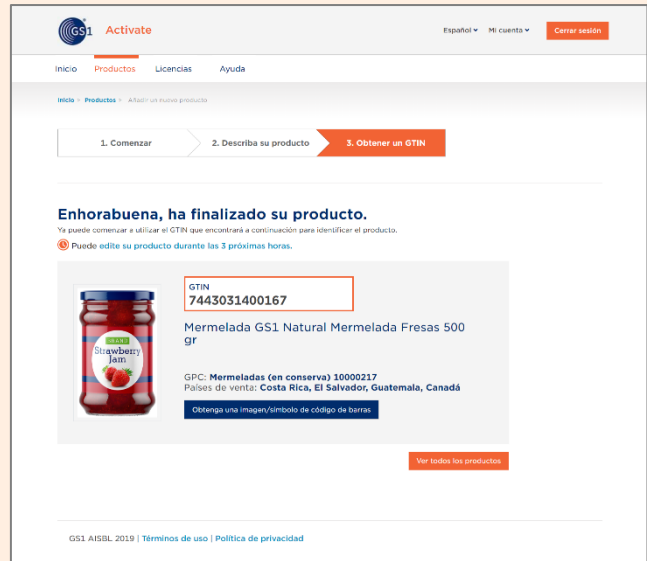 GS1 Activate
Español Mi cuenta Cerrar sesión
Inicio Productos Licencias Ayuda
Inicio > Productos > Añadir un nuevo producto
1. Comenzar 2. Describa su producto 3. Obtener un GTIN
Enhorabuena, ha finalizado su producto.
Ya puede comenzar a utilizar el GTIN que encontrará a continuación para identificar el producto.
Puede edite su producto durante las 3 próximas horas.
GTIN
7443031400167
Mermelada GS1 Natural Mermelada Fresas 500
gr
BRAND
Strawberry
Jam
GPC: Mermeladas (en conserva) 10000217
Países de venta: Costa Rica, El Salvador, Guatemala, Canadá
Obtenga una imagen/símbolo de código de barras
Ver todos los productos
GS1 AISBL 2019 | Términos de uso | Política de privacidad